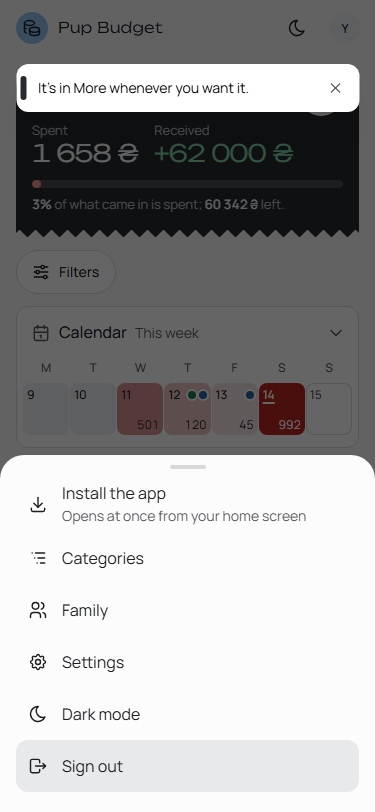 Pup Budget
Y
It's in More whenever you want it.
Spent
Received
1 658 ₴
+62 000 ₴
3% of what came in is spent; 60 342 ₴ left.
Filters
Calendar This week
M T W T F S S
9 10 11 12 13 14 15
501 120 45 992
Install the app
Opens at once from your home screen
Categories
Family
Settings
Dark mode
Sign out